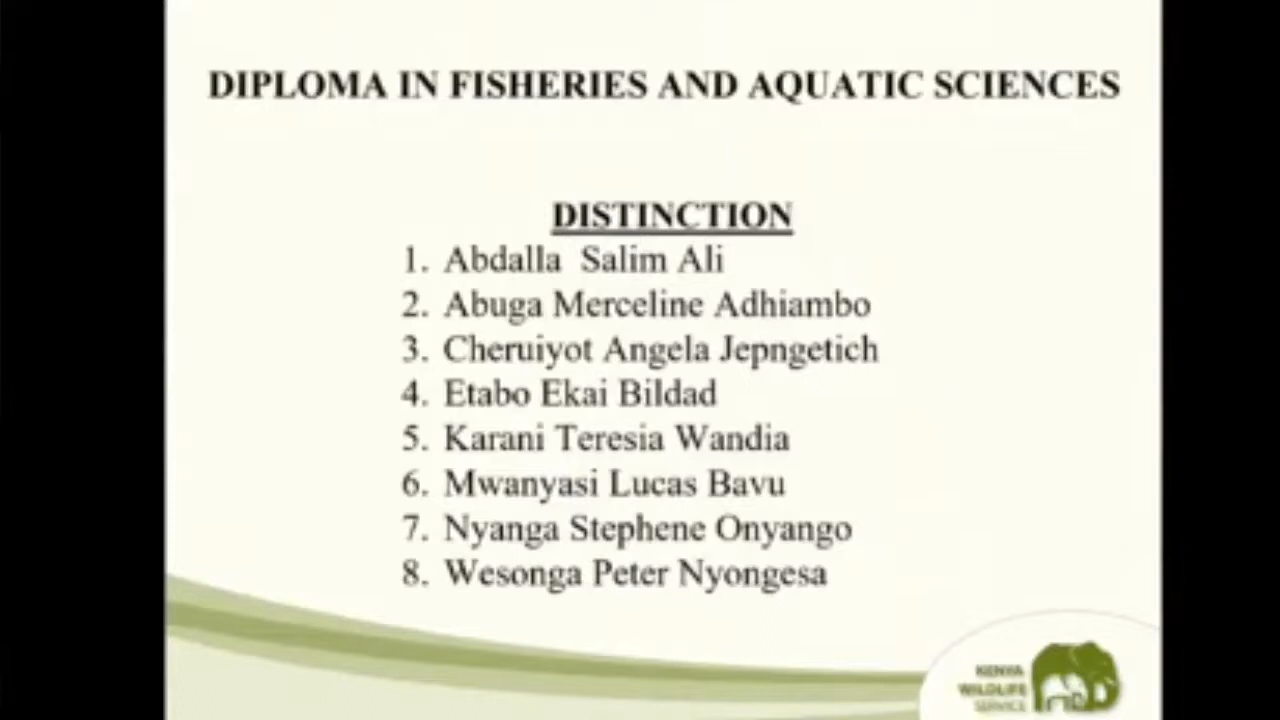 DIPLOMA IN FISHERIES AND AQUATIC SCIENCES
DISTINCTION
1. Abdalla Salim Ali
2. Abuga Merceline Adhiambo
3. Cheruiyot Angela Jepngetich
4. Etabo Ekai Bildad
5. Karani Teresia Wandia
6. Mwanyasi Lucas Bavu
7. Nyanga Stephene Onyango
8. Wesonga Peter Nyongesa
KENYA
WILDLIFE
SERVICE